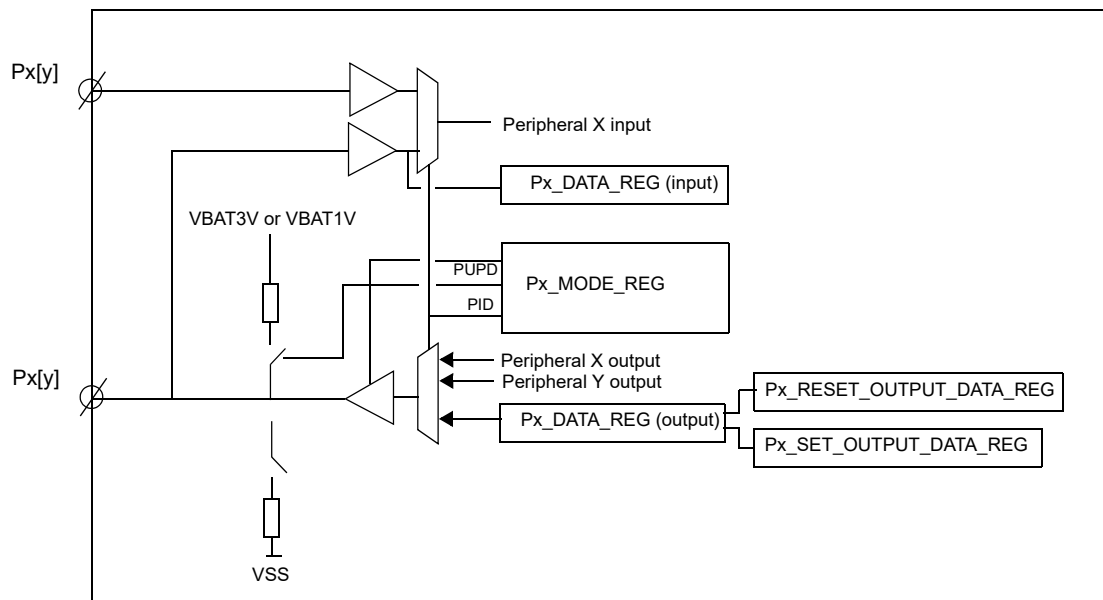 Px[y]
Peripheral X input
Px_DATA_REG (input)
VBAT3V or VBAT1V
PUPD
Px_MODE_REG
PID
Px[y]
Peripheral X output
Peripheral Y output
Px_DATA_REG (output)
Px_RESET_OUTPUT_DATA_REG
Px_SET_OUTPUT_DATA_REG
VSS